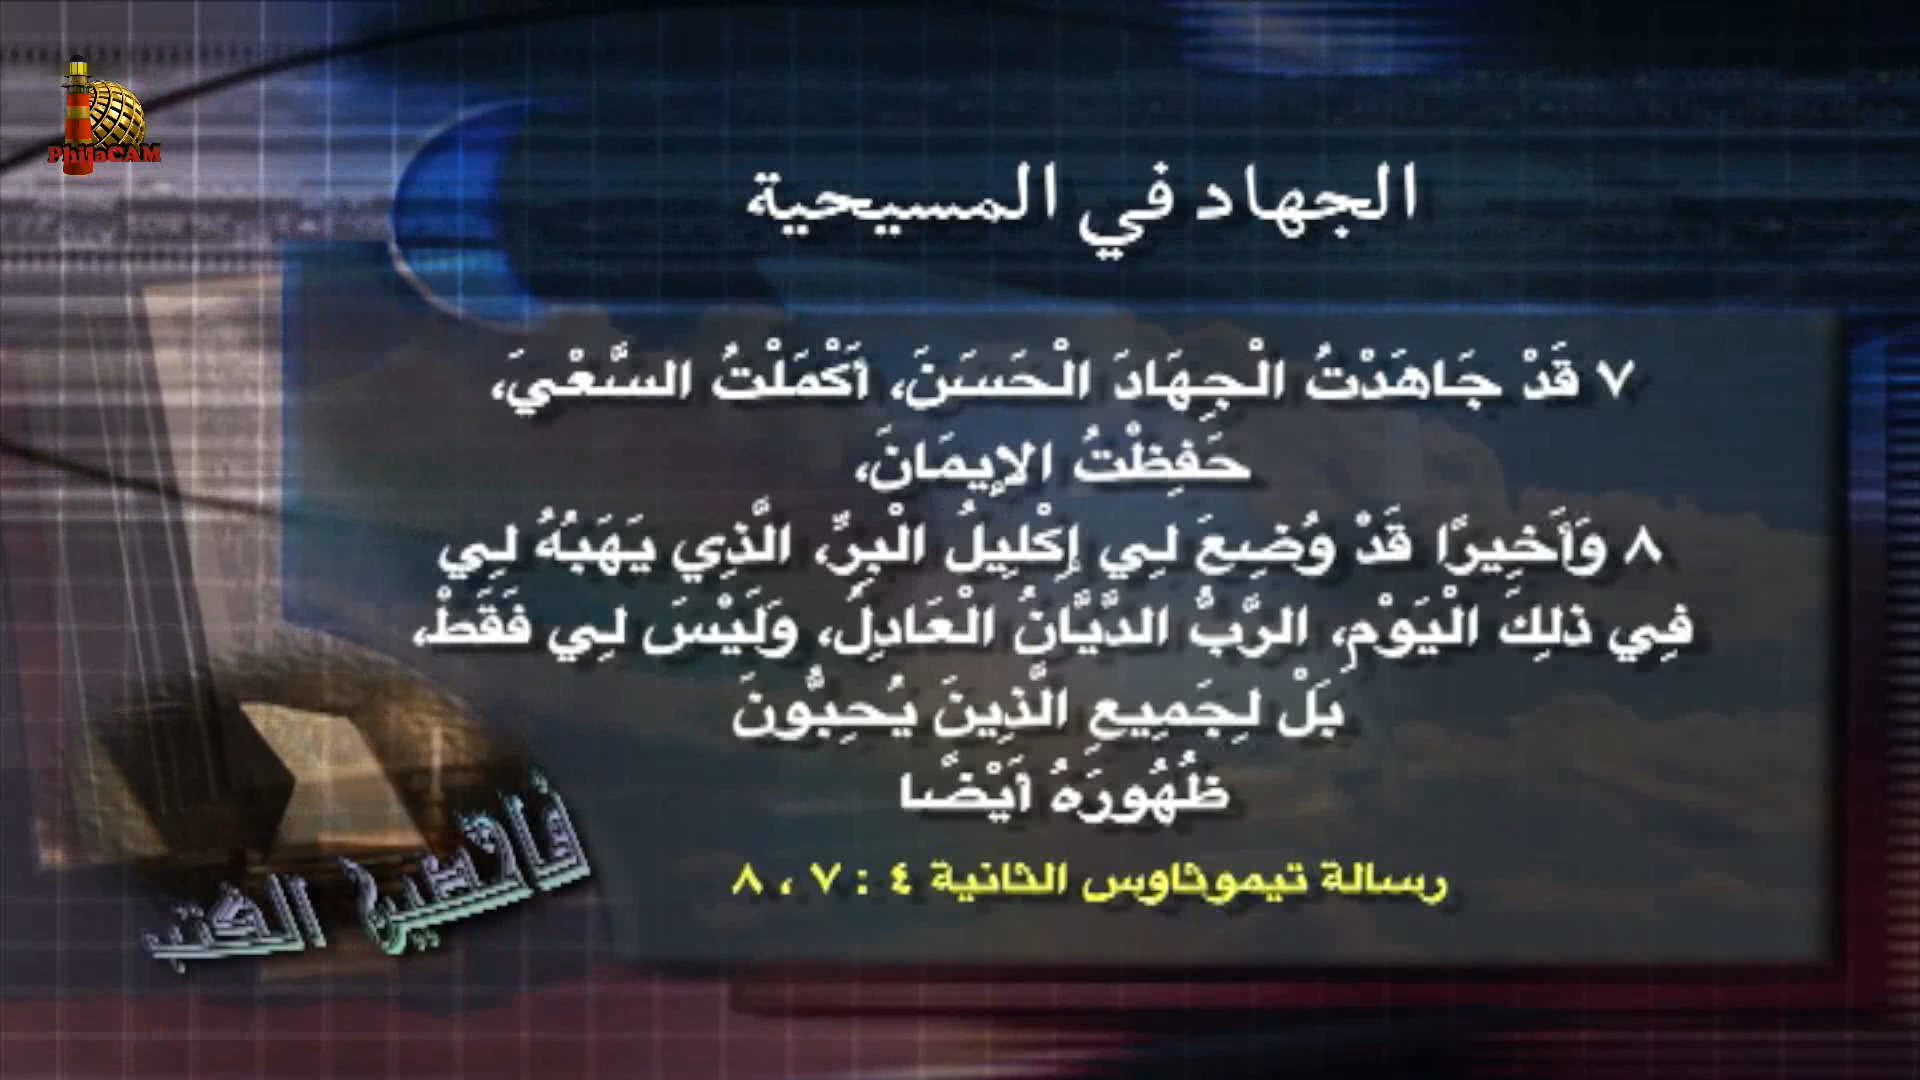 PhilaCAM
الجهاد في المسيحية
٧ قَدْ جَاهَدْتُ الْجِهَادَ الْحَسَنَ، أَكْمَلْتُ السَّعْيَ،
حَفِظْتُ الإِيمَانَ،
٨ وَأَخِيرًا قَدْ وُضِعَ لِي إِكْلِيلُ الْبِرِّ، الَّذِي يَهَبُهُ لِي
فِي ذلِكَ الْيَوْمِ، الرَّبُّ الدَّيَّانُ الْعَادِلُ، وَلَيْسَ لِي فَقَطْ،
بَلْ لِجَمِيعِ الَّذِينَ يُحِبُّونَ
ظُهُورَهُ أَيْضًا
رسالة تيموثاوس الثانية ٤ : ٧ ، ٨
فاحصين الكتب